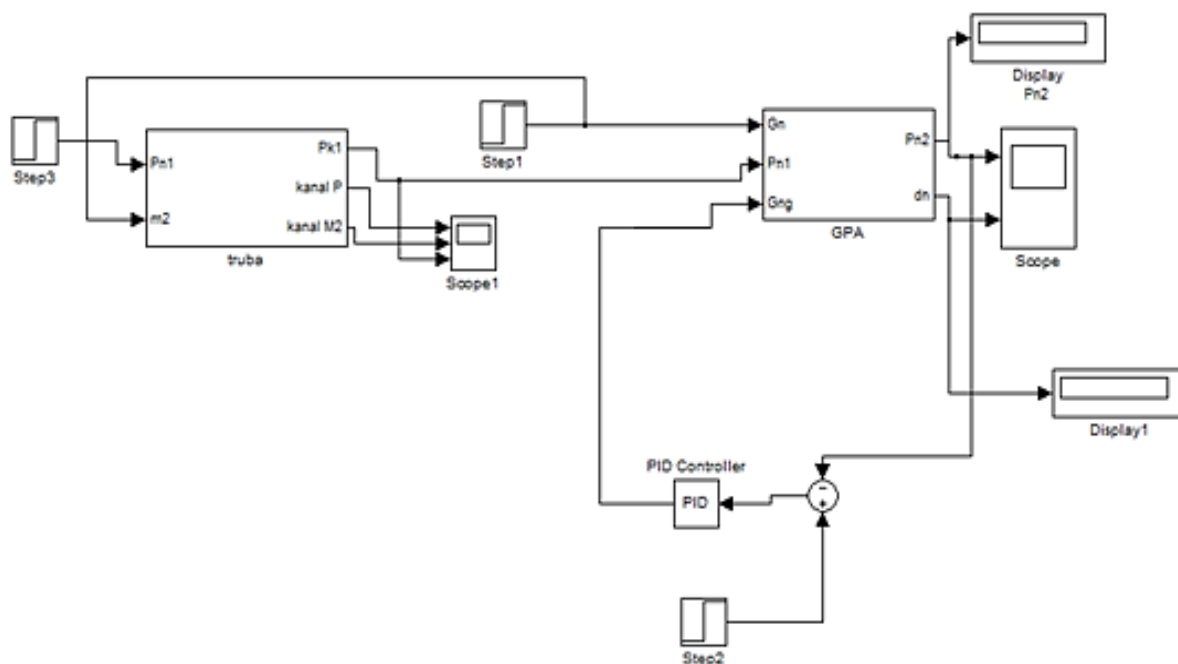 Display
Pn2
Step3
Pn1
m2
Pk1
kanal P
kanal M2
truba
Scope1
Step1
Gn
Pn1
Gng
Pn2
dn
GPA
Scope
Display1
PID Controller
PID
Step2